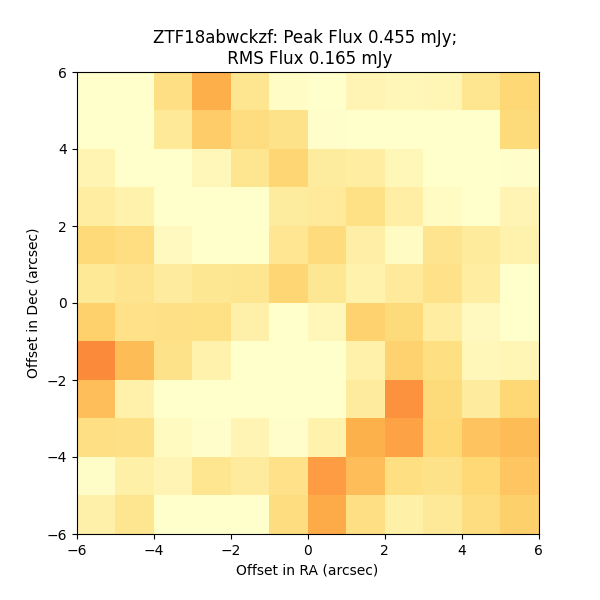 ZTF18abwckzf: Peak Flux 0.455 mJy;
RMS Flux 0.165 mJy
6
4
2
0
−2
−4
−6
Offset in Dec (arcsec)
−6 −4 −2 0 2 4 6
Offset in RA (arcsec)